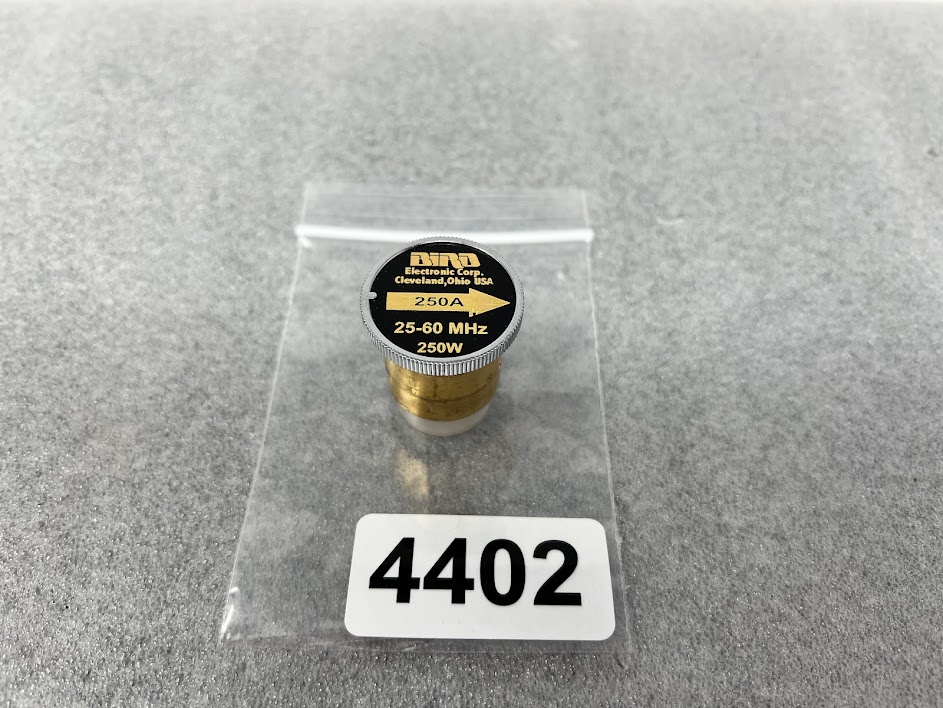 BIRD
Electronic Corp.
Cleveland,Ohio USA
250A
25-60 MHz
250W
4402